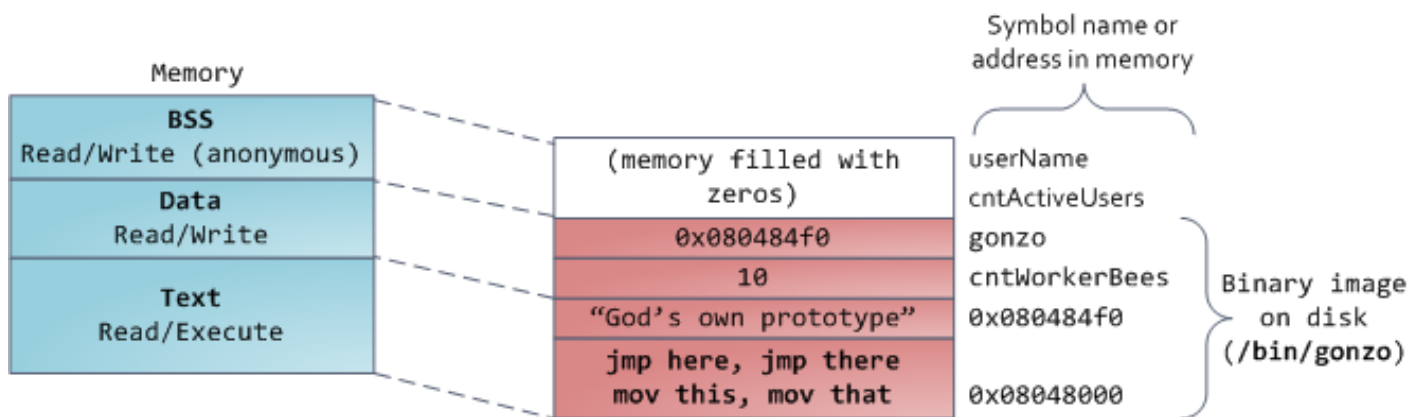 Symbol name or
address in memory
Memory
BSS
Read/Write (anonymous)
Data
Read/Write
Text
Read/Execute
(memory filled with
zeros)
0x080484f0
10
“God’s own prototype”
jmp here, jmp there
mov this, mov that
userName
cntActiveUsers
gonzo
cntWorkerBees
0x080484f0
0x08048000
Binary image
on disk
(/bin/gonzo)